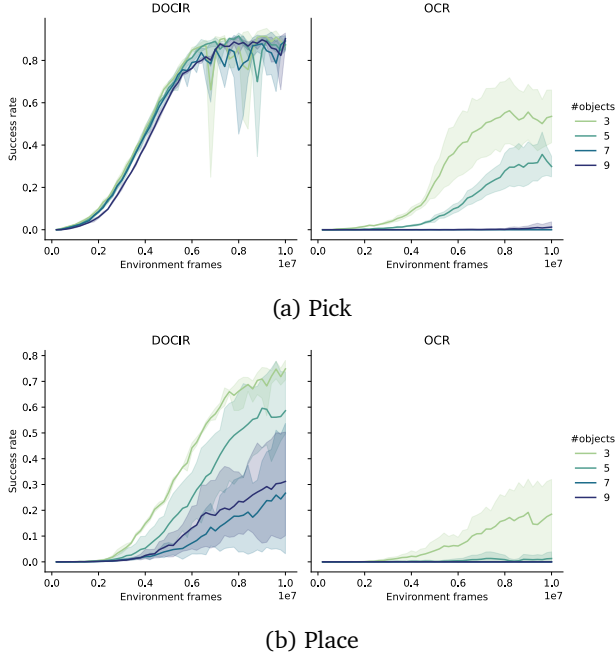 DOCIR
OCR
Success rate
0.8
0.6
0.4
0.2
0.0
0.0 0.2 0.4 0.6 0.8 1.0
1e7
Environment frames
0.0 0.2 0.4 0.6 0.8 1.0
1e7
Environment frames
#objects
3
5
7
9
(a) Pick
DOCIR
OCR
Success rate
0.8
0.7
0.6
0.5
0.4
0.3
0.2
0.1
0.0
0.0 0.2 0.4 0.6 0.8 1.0
1e7
Environment frames
0.0 0.2 0.4 0.6 0.8 1.0
1e7
Environment frames
#objects
3
5
7
9
(b) Place